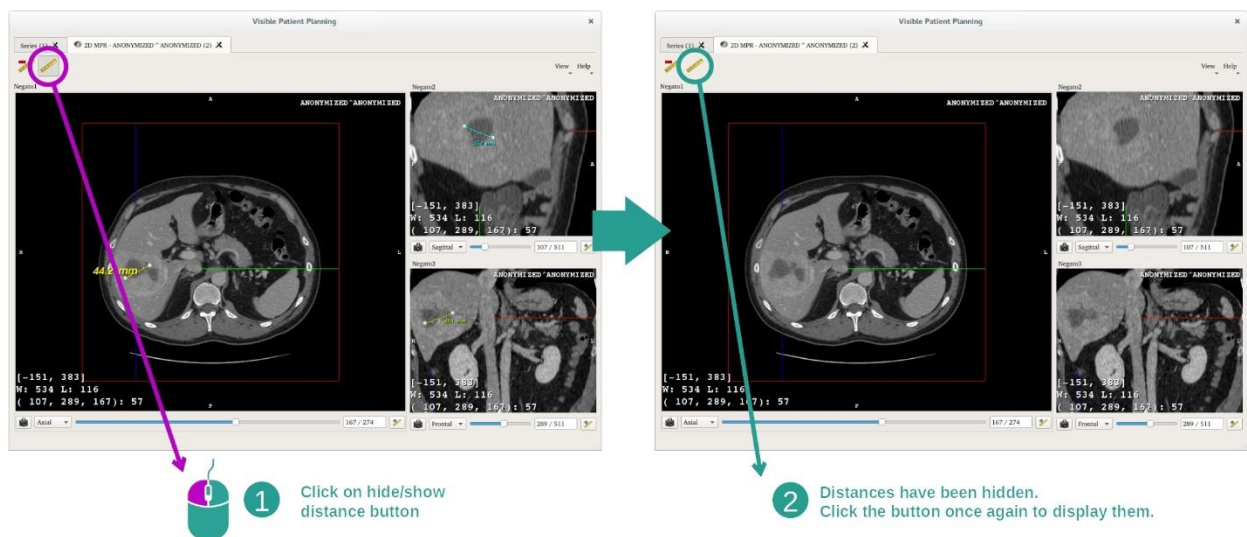 Visible Patient Planning
Series (1) 2D MPR - ANONYMIZED ^ ANONYMIZED (2)
View Help
Negato1
A
ANONYMIZED^ANONYMIZED
R
L
44.2 mm
[-151, 383]
W: 534 L: 116
( 107, 289, 167): 57
P
Axial 167 / 274
Negato2
ANONYMIZED^ANONYMIZED
A
[-151, 383]
W: 534 L: 116
( 107, 289, 167): 57
Sagittal 107 / 511
Negato3
ANONYMIZED^ANONYMIZED
R
L
[-151, 383]
W: 534 L: 116
( 107, 289, 167): 57
Frontal 289 / 511
Visible Patient Planning
Series (1) 2D MPR - ANONYMIZED ^ ANONYMIZED (2)
View Help
Negato1
A
ANONYMIZED^ANONYMIZED
R
L
[-151, 383]
W: 534 L: 116
( 107, 289, 167): 57
P
Axial 167 / 274
Negato2
ANONYMIZED^ANONYMIZED
A
[-151, 383]
W: 534 L: 116
( 107, 289, 167): 57
Sagittal 107 / 511
Negato3
ANONYMIZED^ANONYMIZED
R
L
[-151, 383]
W: 534 L: 116
( 107, 289, 167): 57
Frontal 289 / 511
1
Click on hide/show
distance button
2
Distances have been hidden.
Click the button once again to display them.